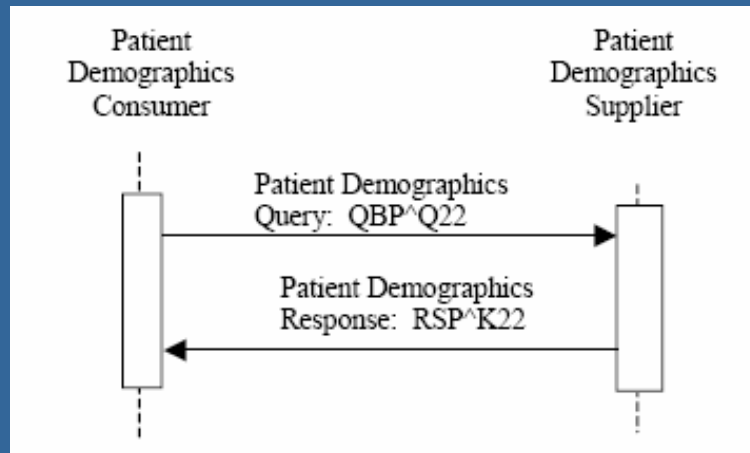 Patient
Demographics
Consumer
Patient
Demographics
Supplier
Patient Demographics
Query: QBP^Q22
Patient Demographics
Response: RSP^K22